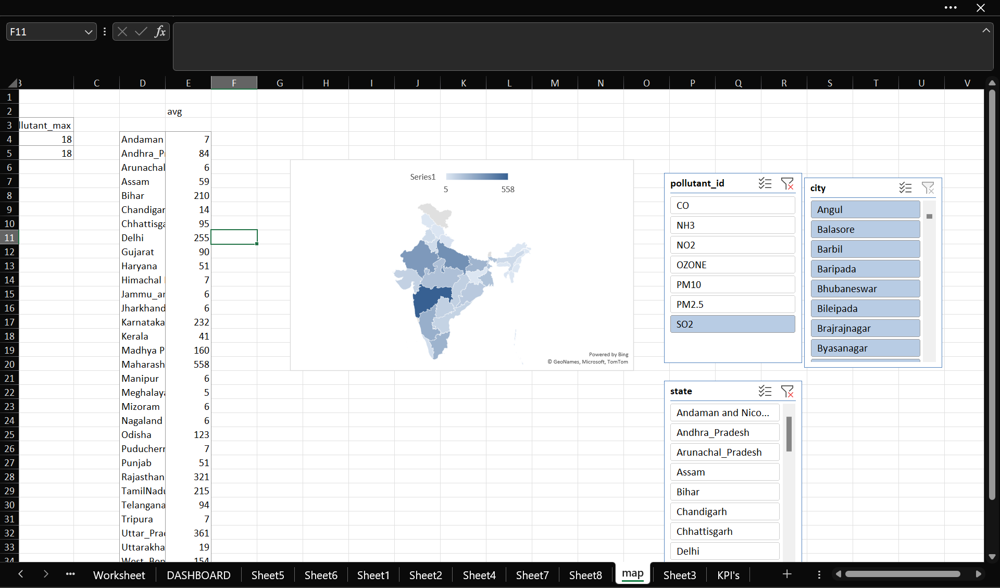 F11
fx
B C D E F G H I J K L M N O P Q R S T U V
1
2 avg
3 llutant_max
4 18 Andaman 7
5 18 Andhra_P 84
6 Arunachal 6
7 Assam 59
8 Bihar 210
9 Chandigar 14
10 Chhattisga 95
11 Delhi 255
12 Gujarat 90
13 Haryana 51
14 Himachal 7
15 Jammu_ar 6
16 Jharkhand 6
17 Karnataka 232
18 Kerala 41
19 Madhya P 160
20 Maharash 558
21 Manipur 6
22 Meghalaya 5
23 Mizoram 6
24 Nagaland 6
25 Odisha 123
26 Puducherr 7
27 Punjab 51
28 Rajasthan 321
29 TamilNadu 215
30 Telangana 94
31 Tripura 7
32 Uttar_Prac 361
33 Uttarakha 19
34 West_Ben 154
Series1
5 558
Powered by Bing
© GeoNames, Microsoft, TomTom
pollutant_id
CO
NH3
NO2
OZONE
PM10
PM2.5
SO2
city
Angul
Balasore
Barbil
Baripada
Bhubaneswar
Bileipada
Brajrajnagar
Byasanagar
state
Andaman and Nico...
Andhra_Pradesh
Arunachal_Pradesh
Assam
Bihar
Chandigarh
Chhattisgarh
Delhi
Worksheet DASHBOARD Sheet5 Sheet6 Sheet1 Sheet2 Sheet4 Sheet7 Sheet8 map Sheet3 KPI's